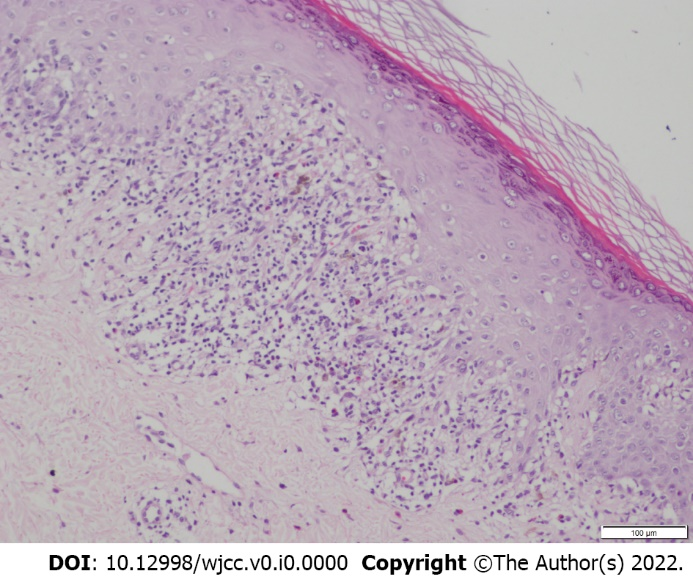 100 μm
DOI: 10.12998/wjcc.v0.i0.0000 Copyright ©The Author(s) 2022.